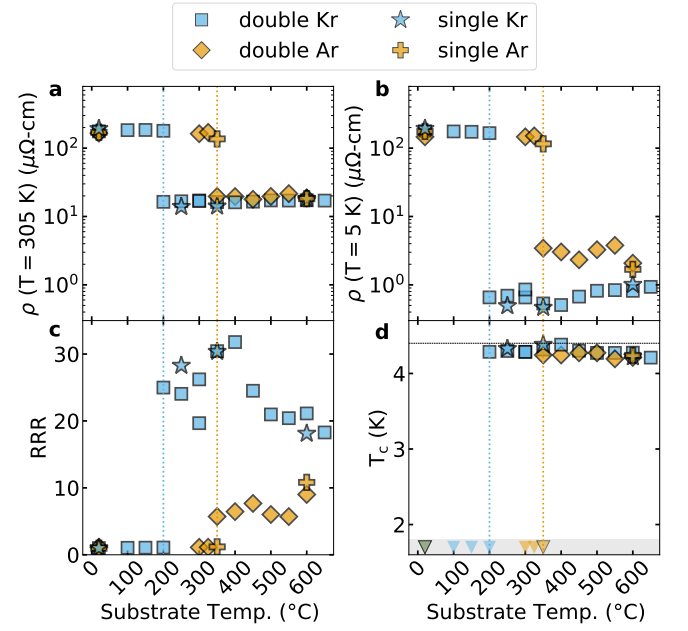 double Kr
single Kr
double Ar
single Ar
a
b
ρ (T = 305 K) (μΩ-cm)
10²
10¹
10⁰
ρ (T = 5 K) (μΩ-cm)
10²
10¹
10⁰
c
d
RRR
30
20
10
0
T_c (K)
4
3
2
0
100
200
300
400
500
600
0
100
200
300
400
500
600
Substrate Temp. (°C)
Substrate Temp. (°C)